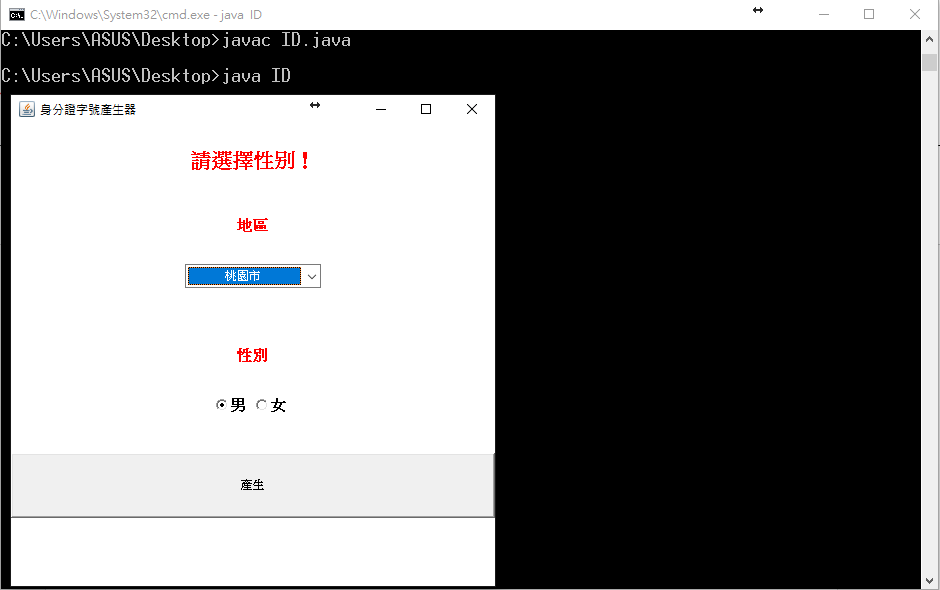 C:\Windows\System32\cmd.exe - java  ID
C:\Users\ASUS\Desktop>javac ID.java
C:\Users\ASUS\Desktop>java ID
身分證字號產生器
請選擇性別！
地區
桃園市
性別
男 女
產生